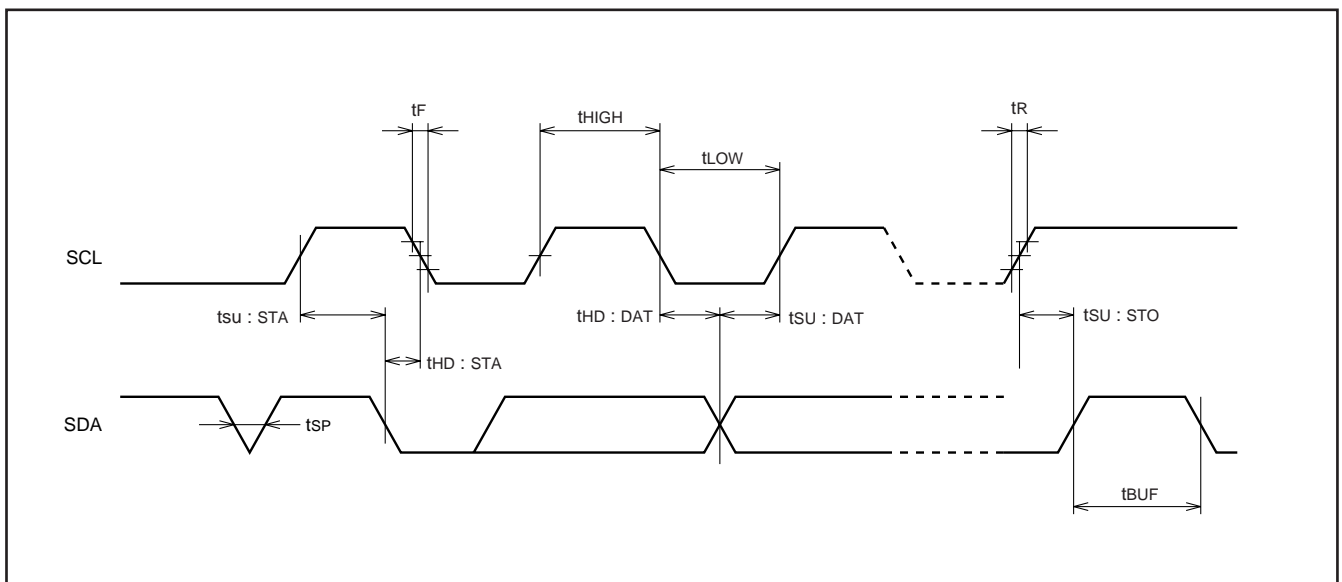 tF
tHIGH
tR
tLOW
SCL
tsu : STA
tHD : DAT
tSU : DAT
tSU : STO
tHD : STA
SDA
tSP
tBUF